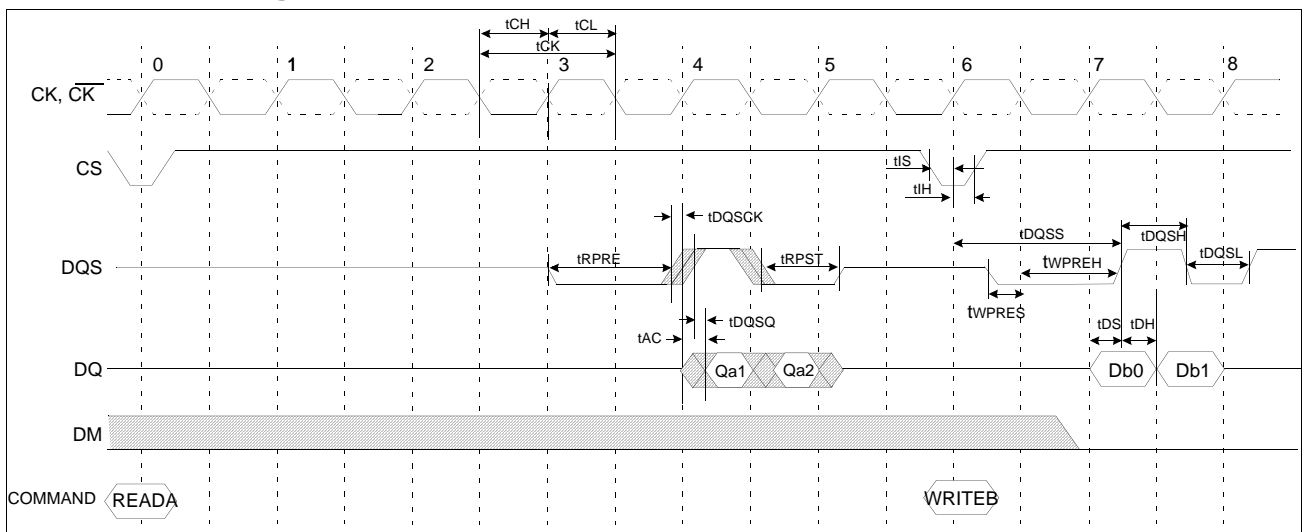 tCH tCL
tCK
0 1 2 3 4 5 6 7 8
CK, CK
CS
tIS
tIH
tDQSCK
tDQSS tDQSH
DQS tRPRE tRPST tWPREH tDQSL
tWPRES
tDQSQ
tAC
tDS tDH
DQ Qa1 Qa2 Db0 Db1
DM
COMMAND READA WRITEB